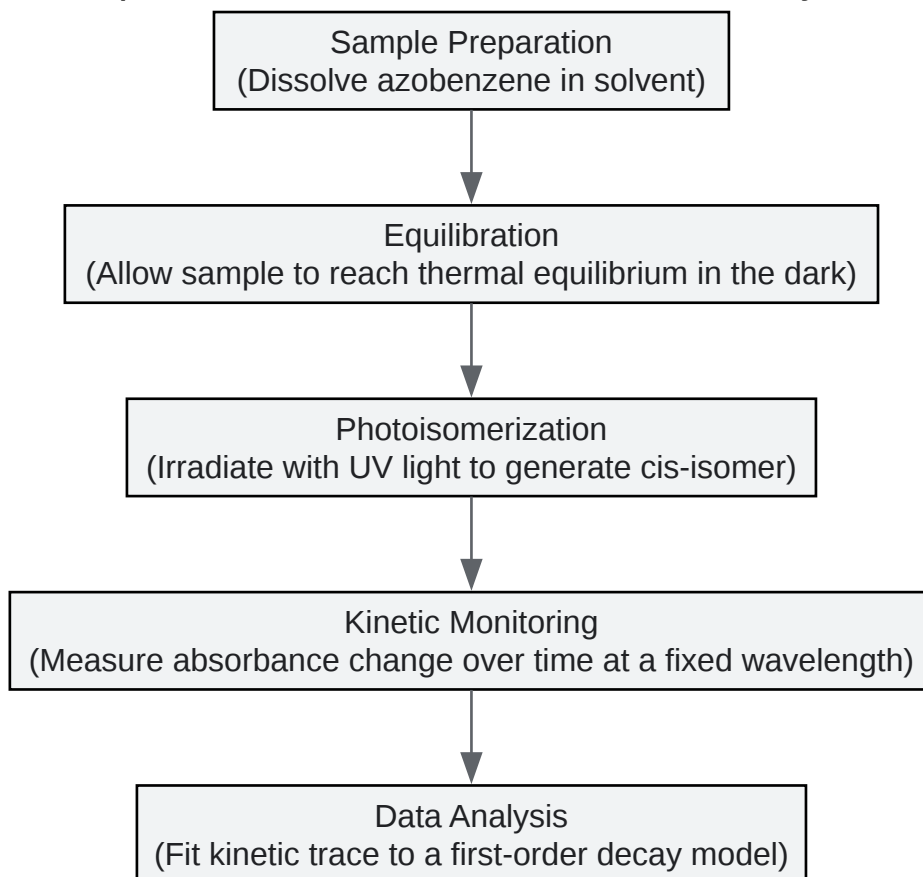 Sample Preparation
(Dissolve azobenzene in solvent)
Equilibration
(Allow sample to reach thermal equilibrium in the dark)
Photoisomerization
(Irradiate with UV light to generate cis-isomer)
Kinetic Monitoring
(Measure absorbance change over time at a fixed wavelength)
Data Analysis
(Fit kinetic trace to a first-order decay model)